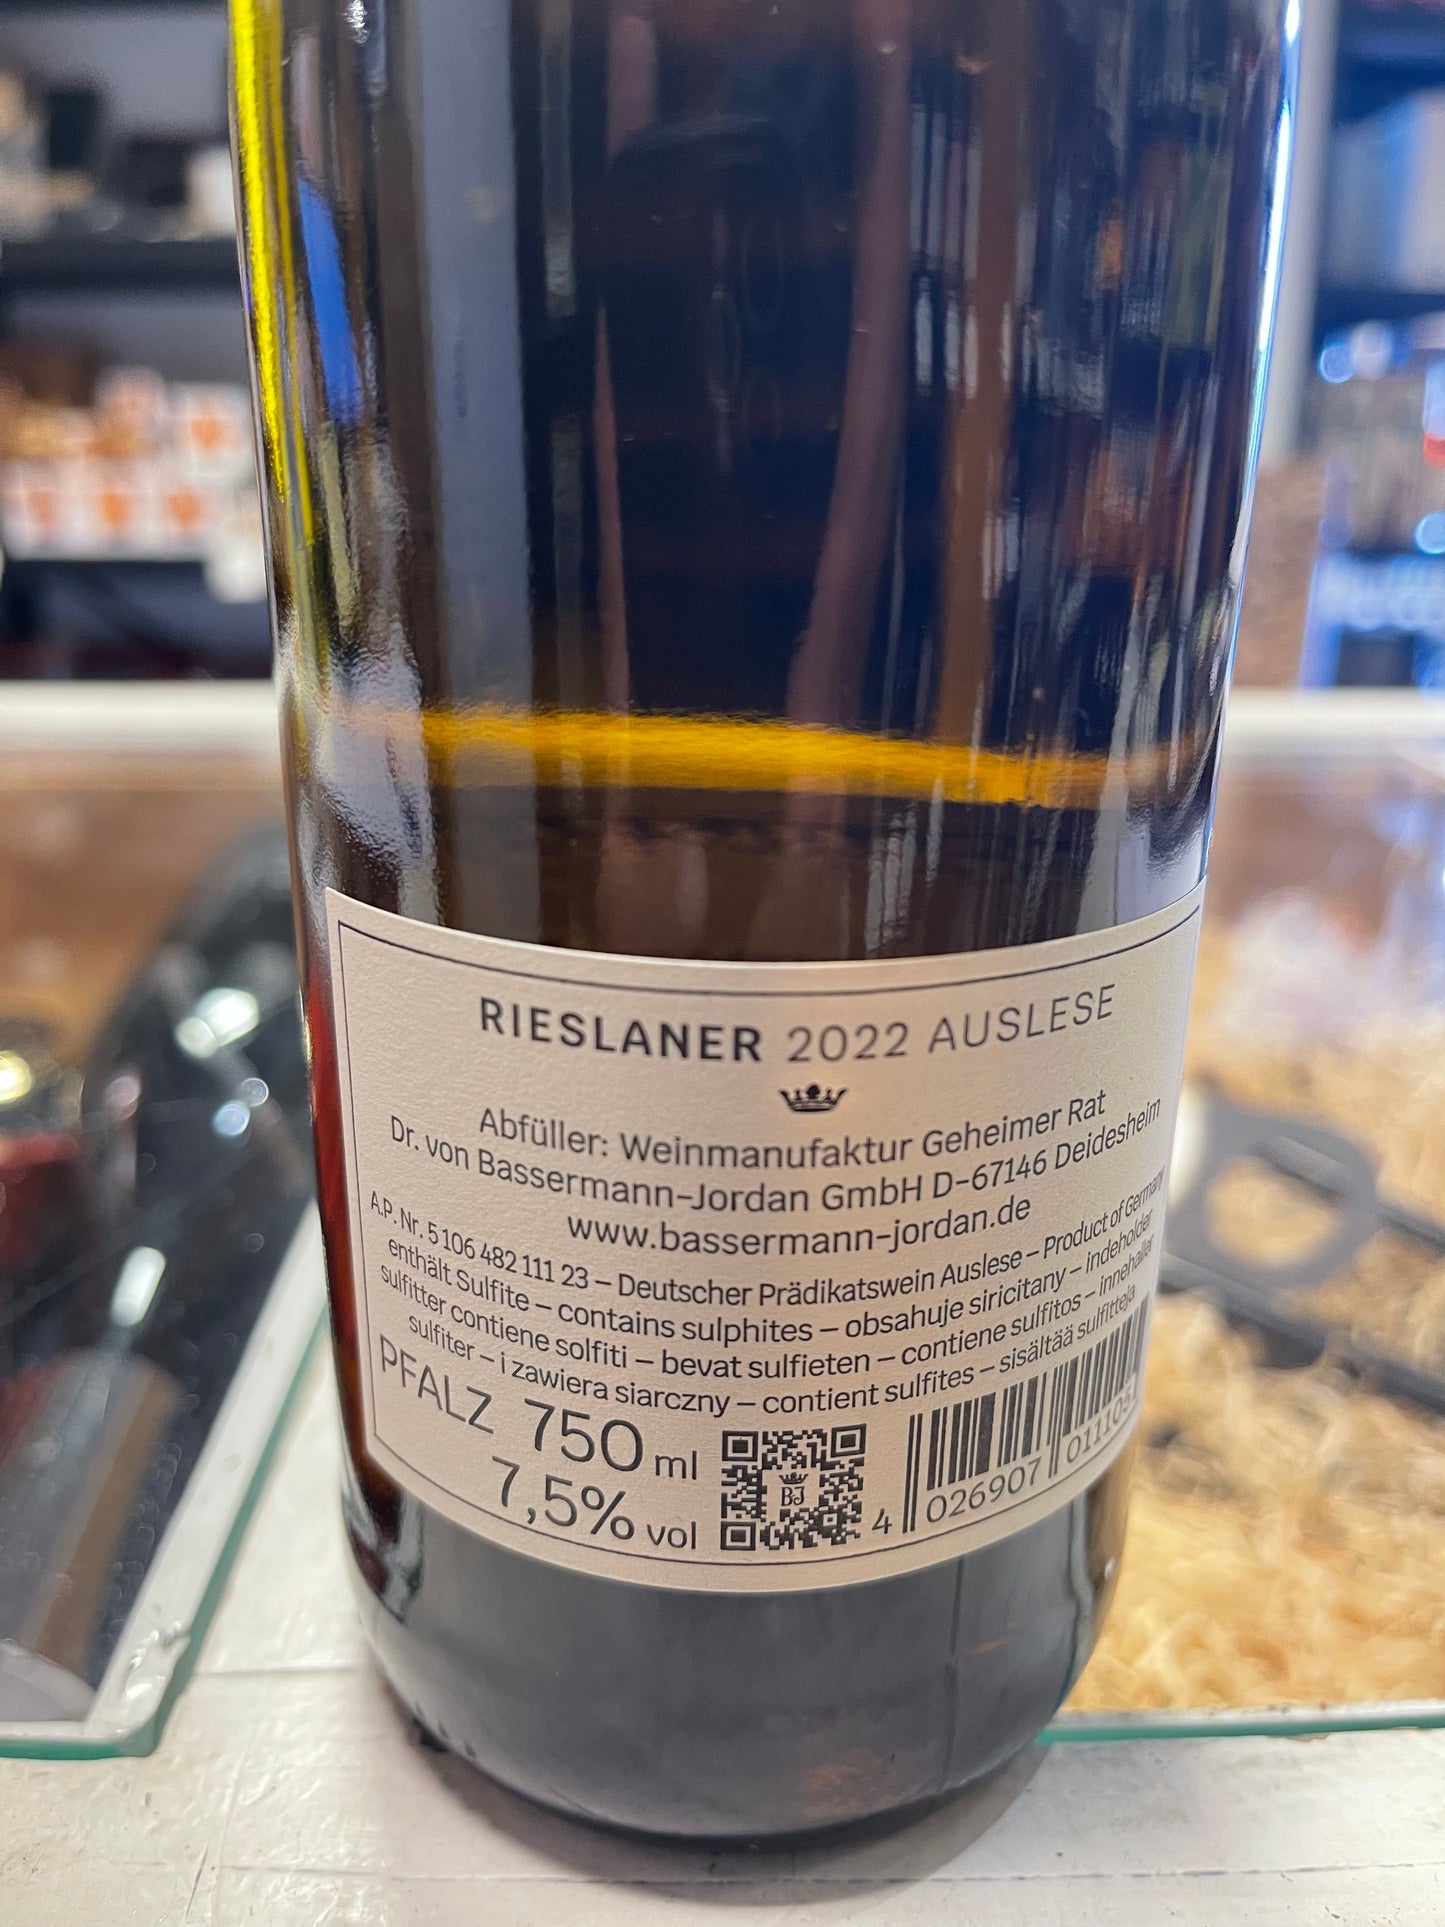 RIESLANER 2022 AUSLESE
Abfüller: Weinmanufaktur Geheimer Rat
Dr. von Bassermann-Jordan GmbH D-67146 Deidesheim
www.bassermann-jordan.de
A.P. Nr. 5 106 482 111 23 – Deutscher Prädikatswein Auslese – Product of Germany
enthält Sulfite – contains sulphites – obsahuje siricitany – indeholder
sulfitter contiene solfiti – bevat sulfieten – contiene sulfitos – innehaller
sulfiter – i zawiera siarczny – contient sulfites – sisältää sulfitteja
PFALZ 750 ml
7,5% vol
BJ
4 026907 011105